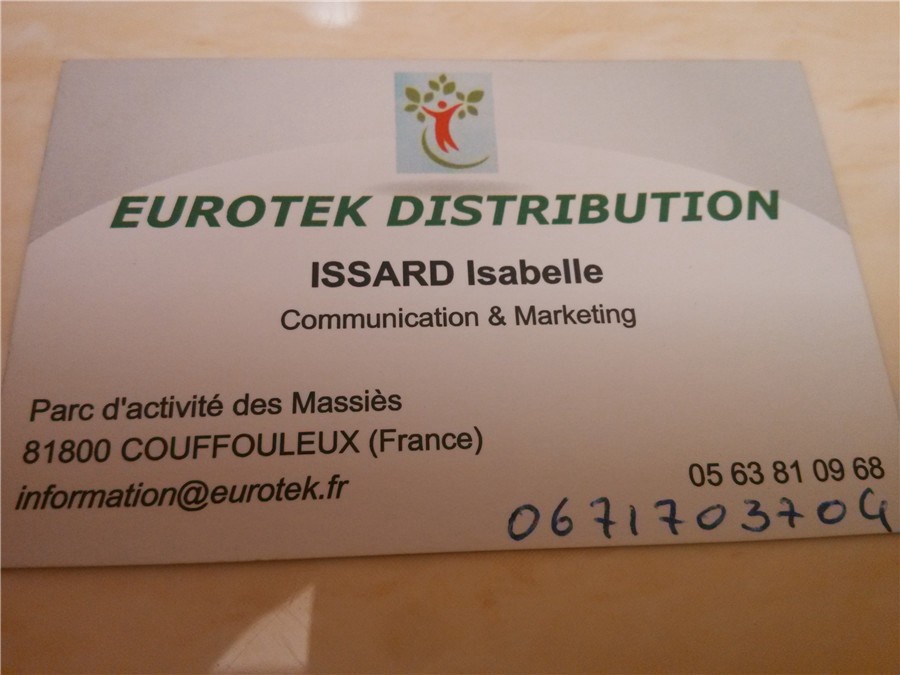 EUROTEK DISTRIBUTION
ISSARD Isabelle
Communication & Marketing
Parc d'activité des Massiès
81800 COUFFOULEUX (France)
information@eurotek.fr
05 63 81 09 68
0671703704